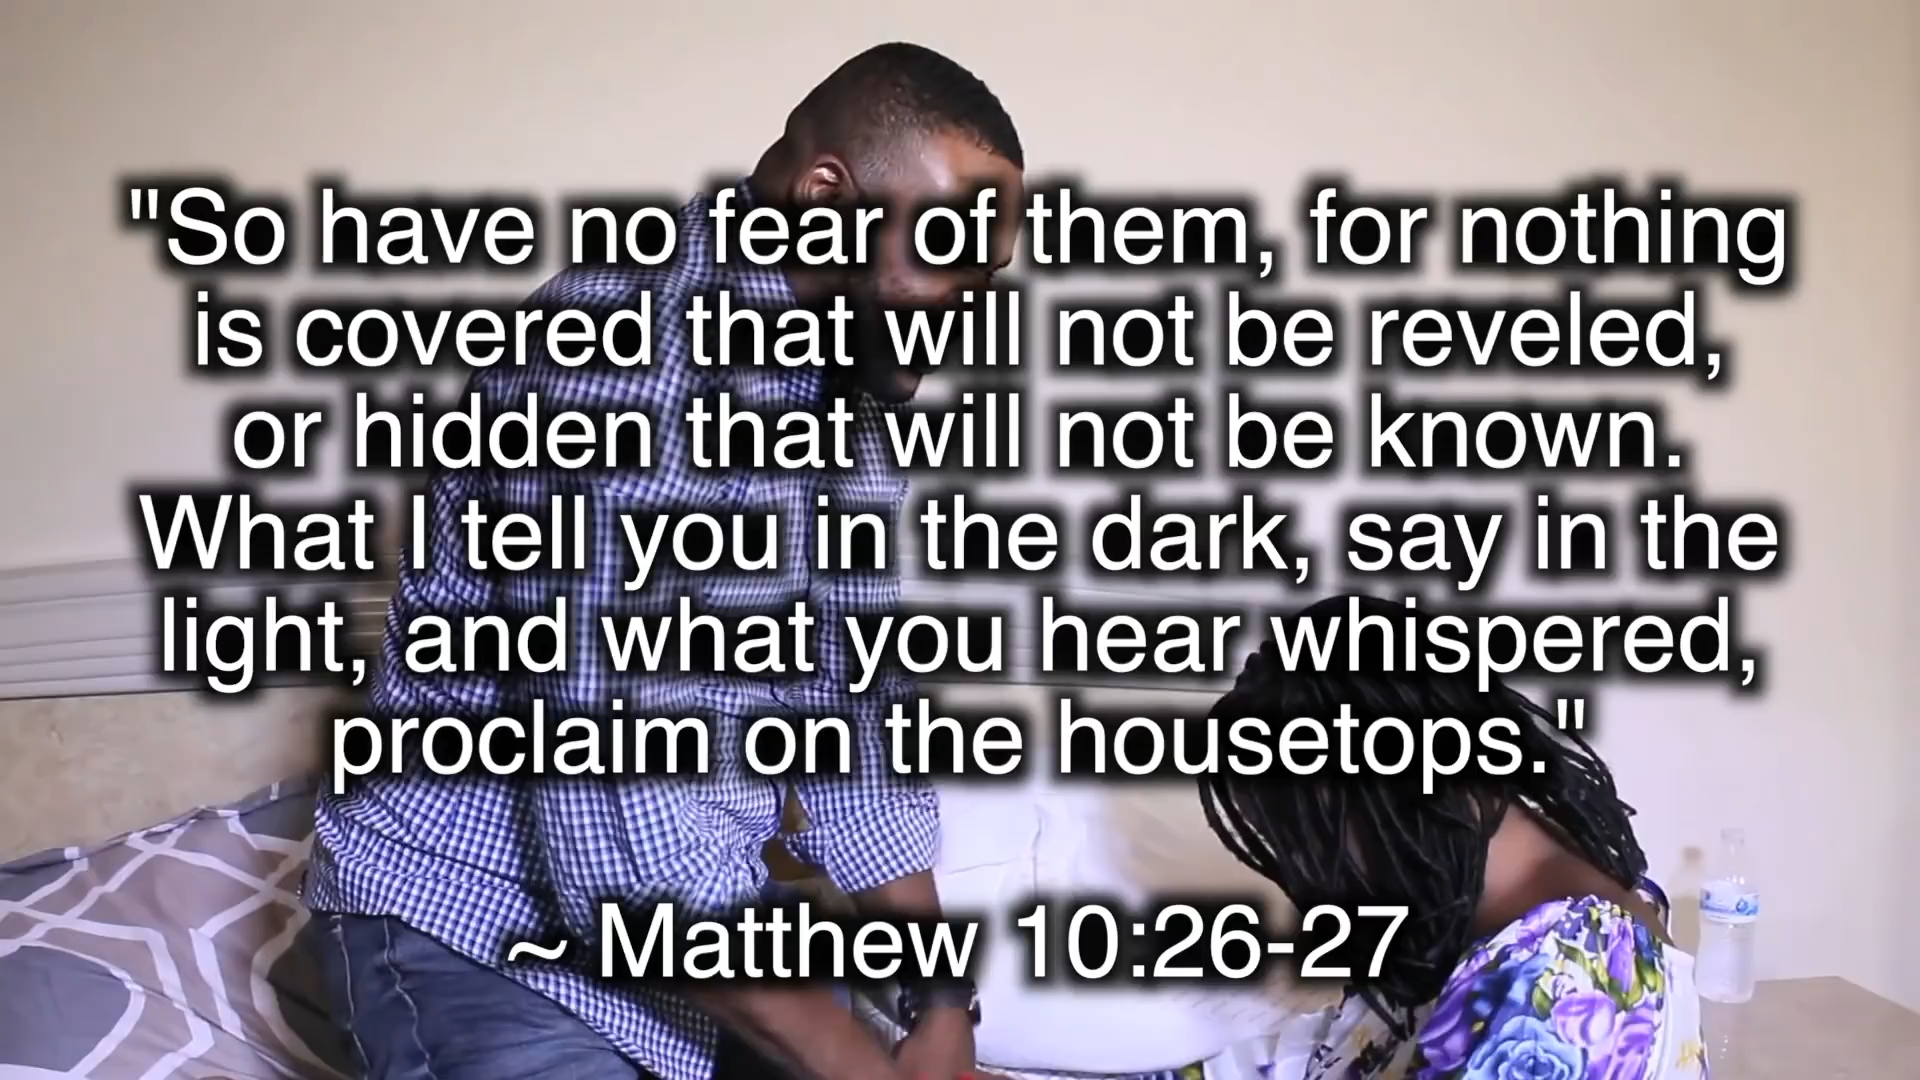 "So have no fear of them, for nothing
is covered that will not be reveled,
or hidden that will not be known.
What I tell you in the dark, say in the
light, and what you hear whispered,
proclaim on the housetops."
~ Matthew 10:26-27